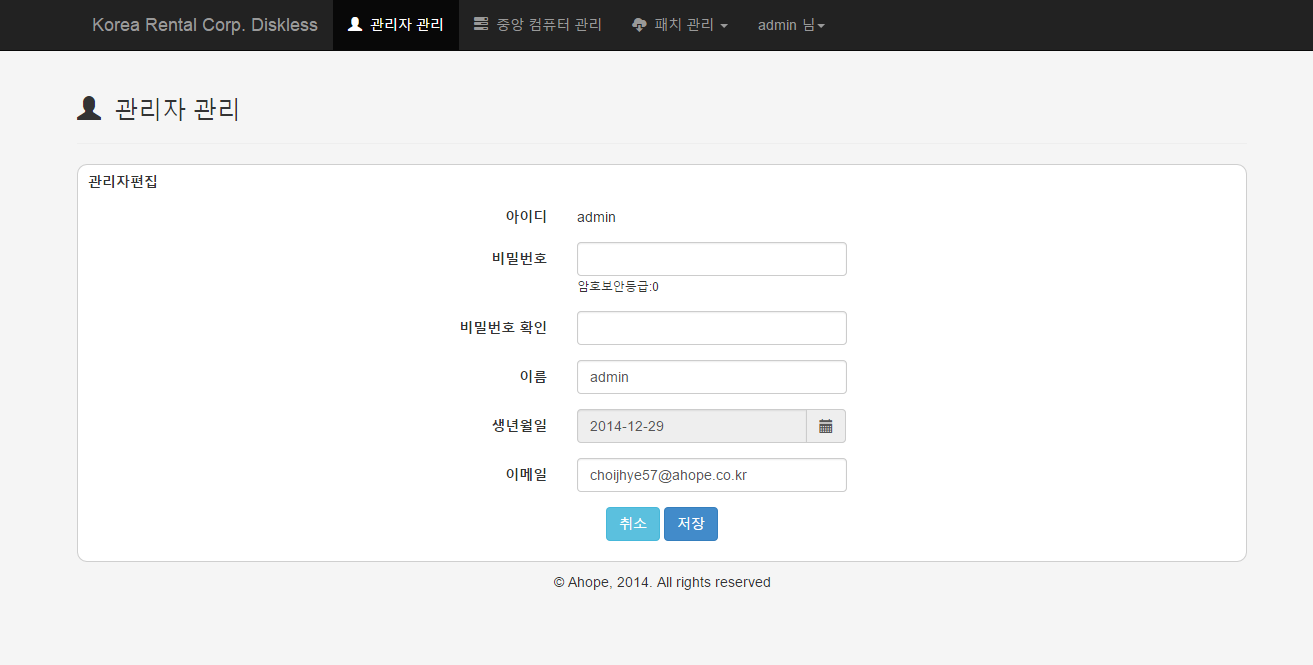 Korea Rental Corp. Diskless 관리자 관리 중앙 컴퓨터 관리 패치 관리 admin 님
관리자 관리
관리자편집
아이디 admin
비밀번호
암호보안등급:0
비밀번호 확인
이름 admin
생년월일 2014-12-29
이메일 choijhye57@ahope.co.kr
취소 저장
© Ahope, 2014. All rights reserved